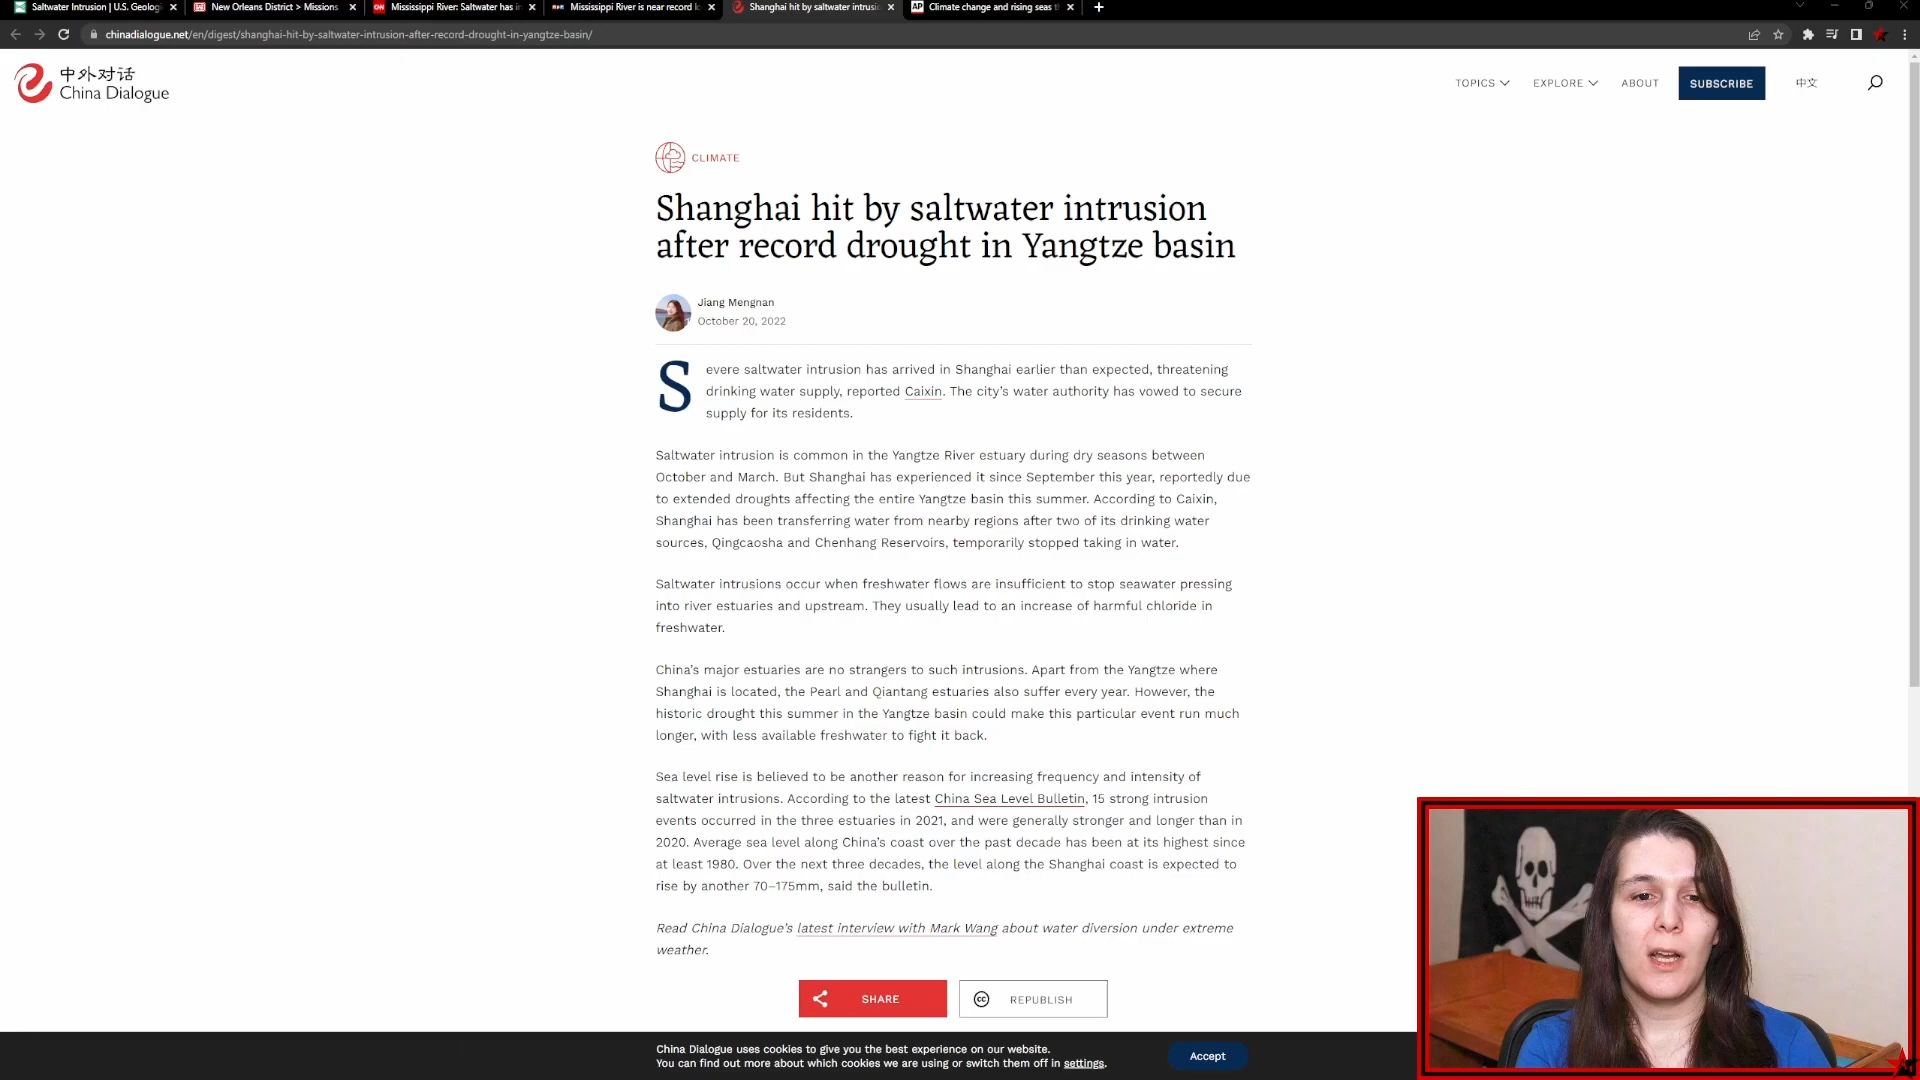 Saltwater Intrusion | U.S. Geologi
New Orleans District > Missions
Mississippi River: Saltwater has in
Mississippi River is near record lo
Shanghai hit by saltwater intrusio
Climate change and rising seas t
chinadialogue.net/en/digest/shanghai-hit-by-saltwater-intrusion-after-record-drought-in-yangtze-basin/
中外对话
China Dialogue
TOPICS
EXPLORE
ABOUT
SUBSCRIBE
中文
CLIMATE
Shanghai hit by saltwater intrusion
after record drought in Yangtze basin
Jiang Mengnan
October 20, 2022
Severe saltwater intrusion has arrived in Shanghai earlier than expected, threatening
drinking water supply, reported Caixin. The city's water authority has vowed to secure
supply for its residents.
Saltwater intrusion is common in the Yangtze River estuary during dry seasons between
October and March. But Shanghai has experienced it since September this year, reportedly due
to extended droughts affecting the entire Yangtze basin this summer. According to Caixin,
Shanghai has been transferring water from nearby regions after two of its drinking water
sources, Qingcaosha and Chenhang Reservoirs, temporarily stopped taking in water.
Saltwater intrusions occur when freshwater flows are insufficient to stop seawater pressing
into river estuaries and upstream. They usually lead to an increase of harmful chloride in
freshwater.
China's major estuaries are no strangers to such intrusions. Apart from the Yangtze where
Shanghai is located, the Pearl and Qiantang estuaries also suffer every year. However, the
historic drought this summer in the Yangtze basin could make this particular event run much
longer, with less available freshwater to fight it back.
Sea level rise is believed to be another reason for increasing frequency and intensity of
saltwater intrusions. According to the latest China Sea Level Bulletin, 15 strong intrusion
events occurred in the three estuaries in 2021, and were generally stronger and longer than in
2020. Average sea level along China's coast over the past decade has been at its highest since
at least 1980. Over the next three decades, the level along the Shanghai coast is expected to
rise by another 70–175mm, said the bulletin.
Read China Dialogue's latest interview with Mark Wang about water diversion under extreme
weather.
SHARE
cc REPUBLISH
China Dialogue uses cookies to give you the best experience on our website.
You can find out more about which cookies we are using or switch them off in settings.
Accept